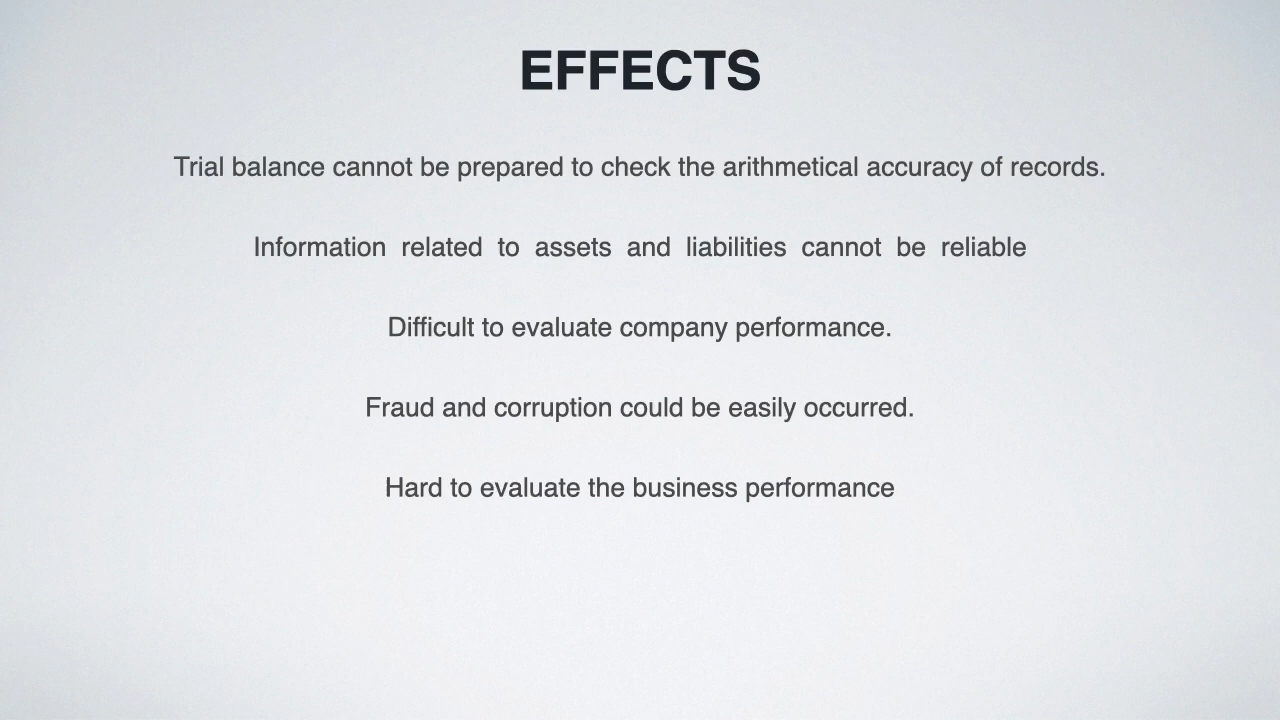 EFFECTS
Trial balance cannot be prepared to check the arithmetical accuracy of records.
Information related to assets and liabilities cannot be reliable
Difficult to evaluate company performance.
Fraud and corruption could be easily occurred.
Hard to evaluate the business performance